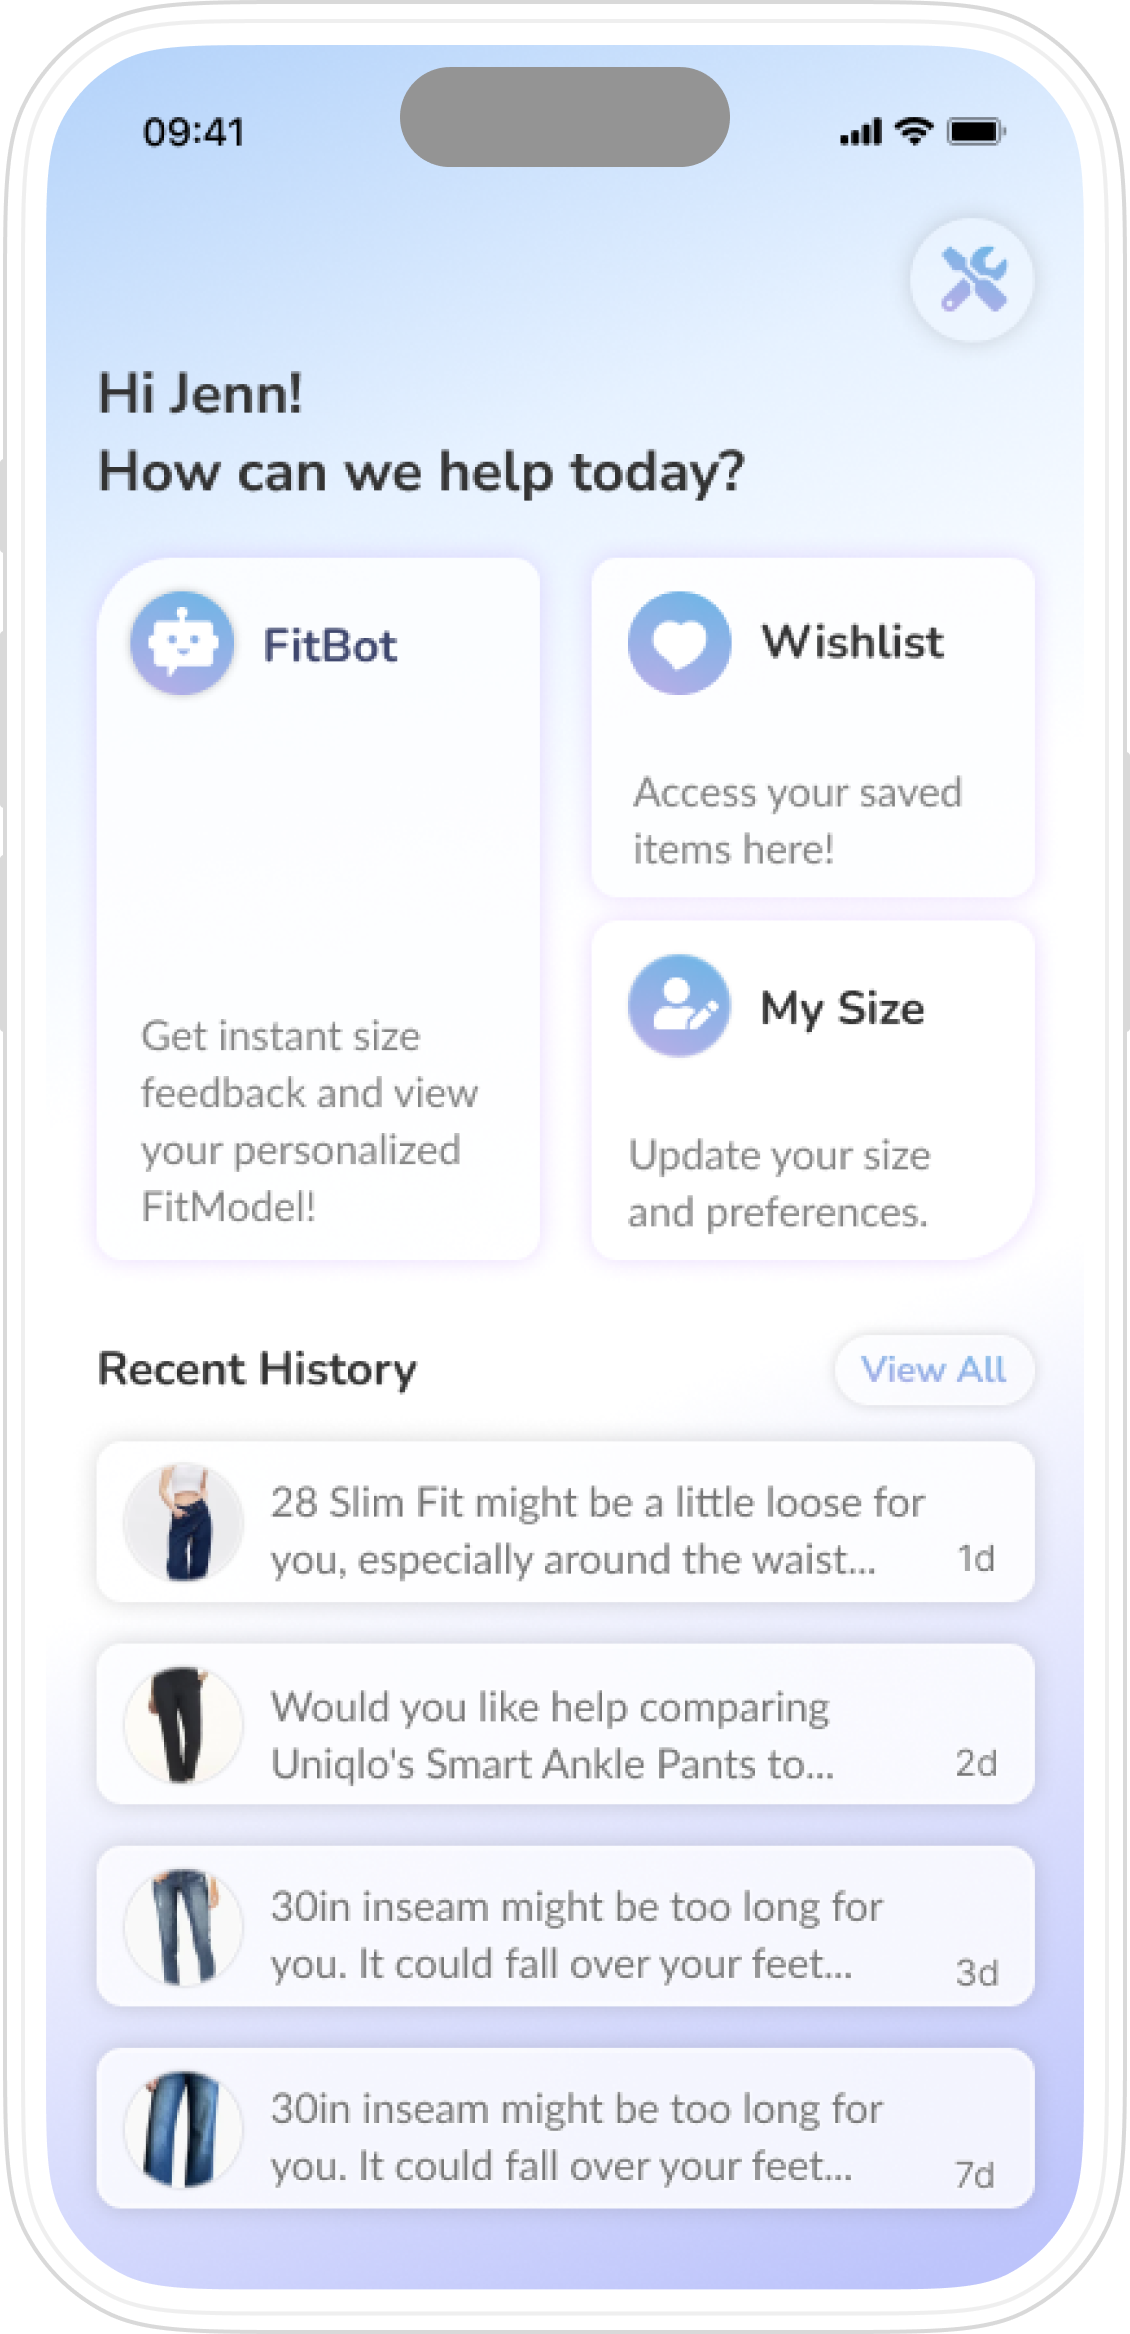 09:41
Hi Jenn!
How can we help today?
FitBot
Get instant size
feedback and view
your personalized
FitModel!
Wishlist
Access your saved
items here!
My Size
Update your size
and preferences.
Recent History
View All
28 Slim Fit might be a little loose for
you, especially around the waist...
1d
Would you like help comparing
Uniqlo's Smart Ankle Pants to...
2d
30in inseam might be too long for
you. It could fall over your feet...
3d
30in inseam might be too long for
you. It could fall over your feet...
7d